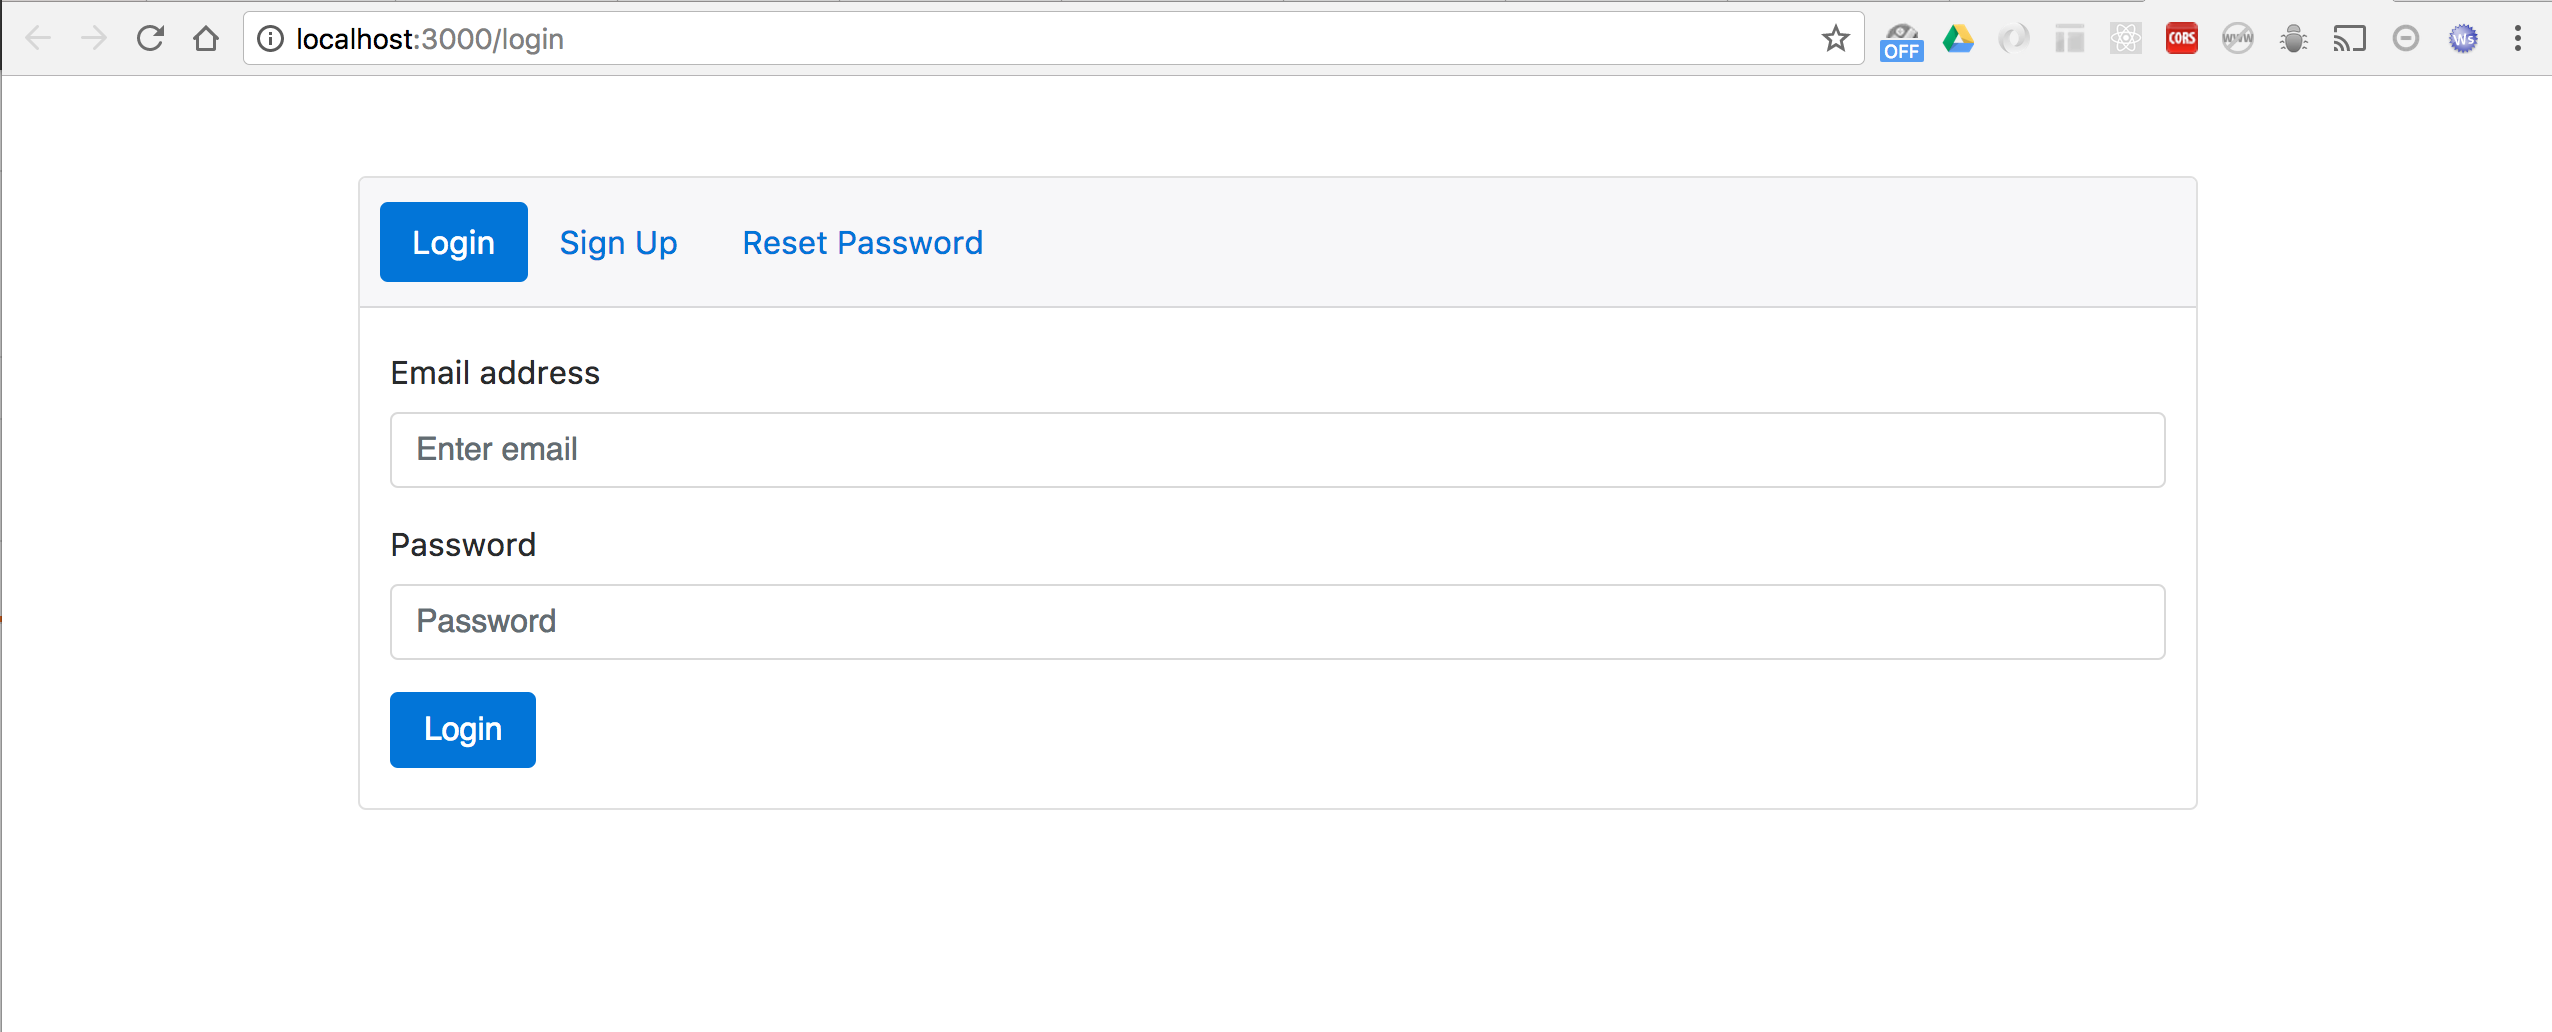 localhost:3000/login
OFF
CORS
WWW
Ws
Login Sign Up Reset Password
Email address
Enter email
Password
Password
Login